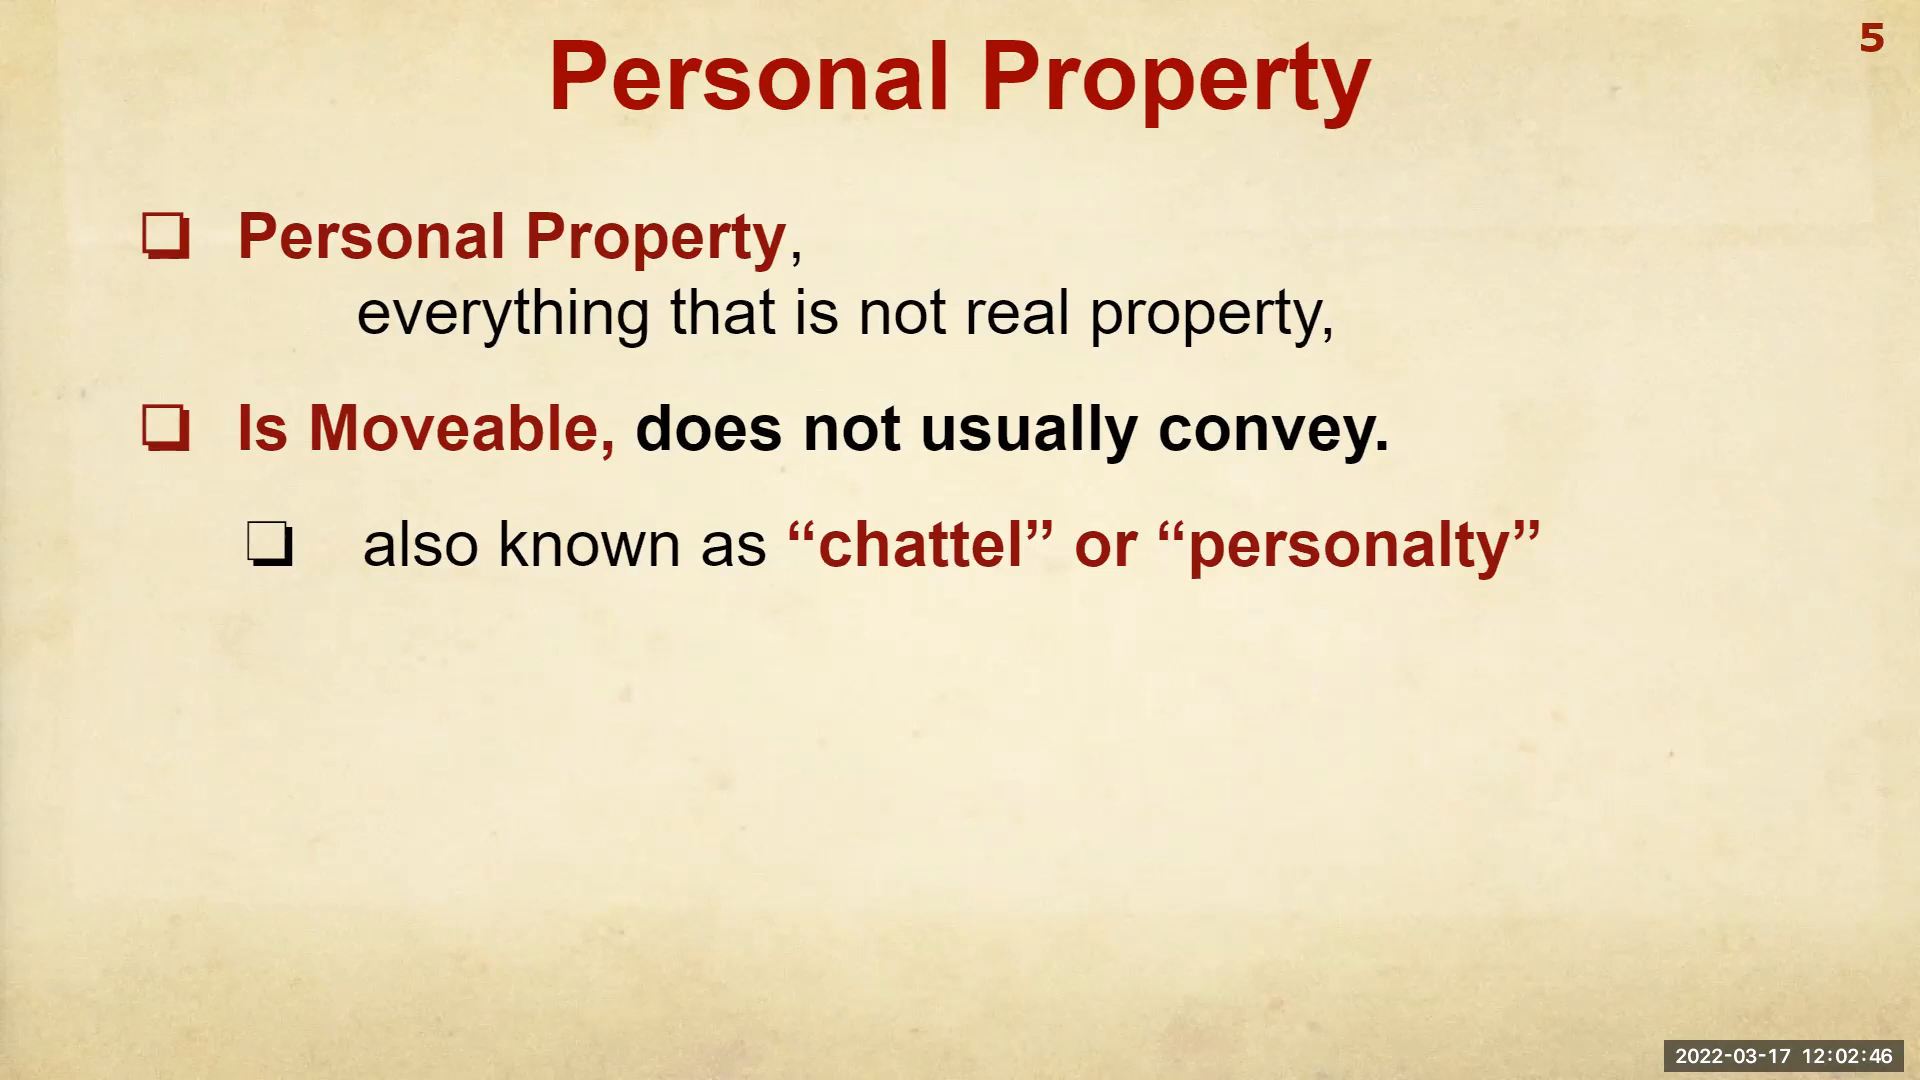 5
Personal Property
❑ Personal Property,
everything that is not real property,
❑ Is Moveable, does not usually convey.
❑ also known as “chattel” or “personalty”
2022-03-17 12:02:46